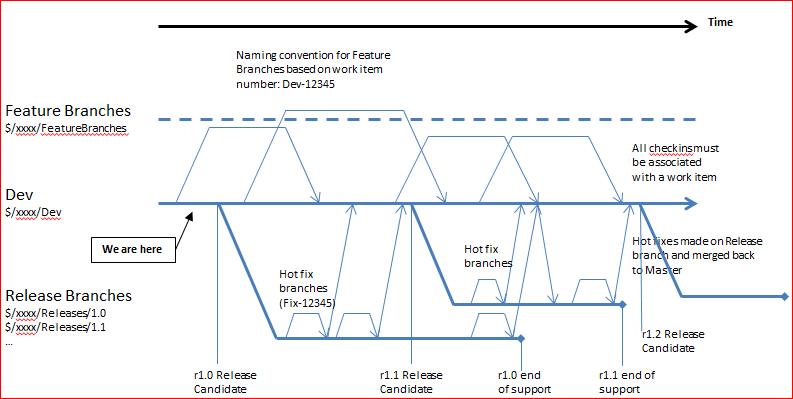 Time
Naming convention for Feature
Branches based on work item
number: Dev-12345
Feature Branches
$/xxxx/FeatureBranches
All checkins must
be associated
with a work item
Dev
$/xxxx/Dev
We are here
Hot fix
branches
(Fix-12345)
Hot fix
branches
Hot fixes made on Release
branch and merged back
to Master
Release Branches
$/xxxx/Releases/1.0
$/xxxx/Releases/1.1
...
r1.2 Release
Candidate
r1.0 Release
Candidate
r1.1 Release
Candidate
r1.0 end
of support
r1.1 end of
support